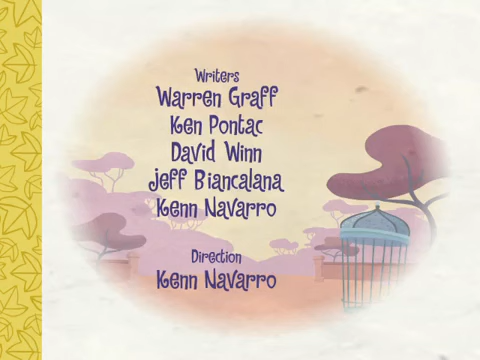 Writers
Warren Graff
Ken Pontac
David Winn
Jeff Biancalana
Kenn Navarro
Direction
Kenn Navarro